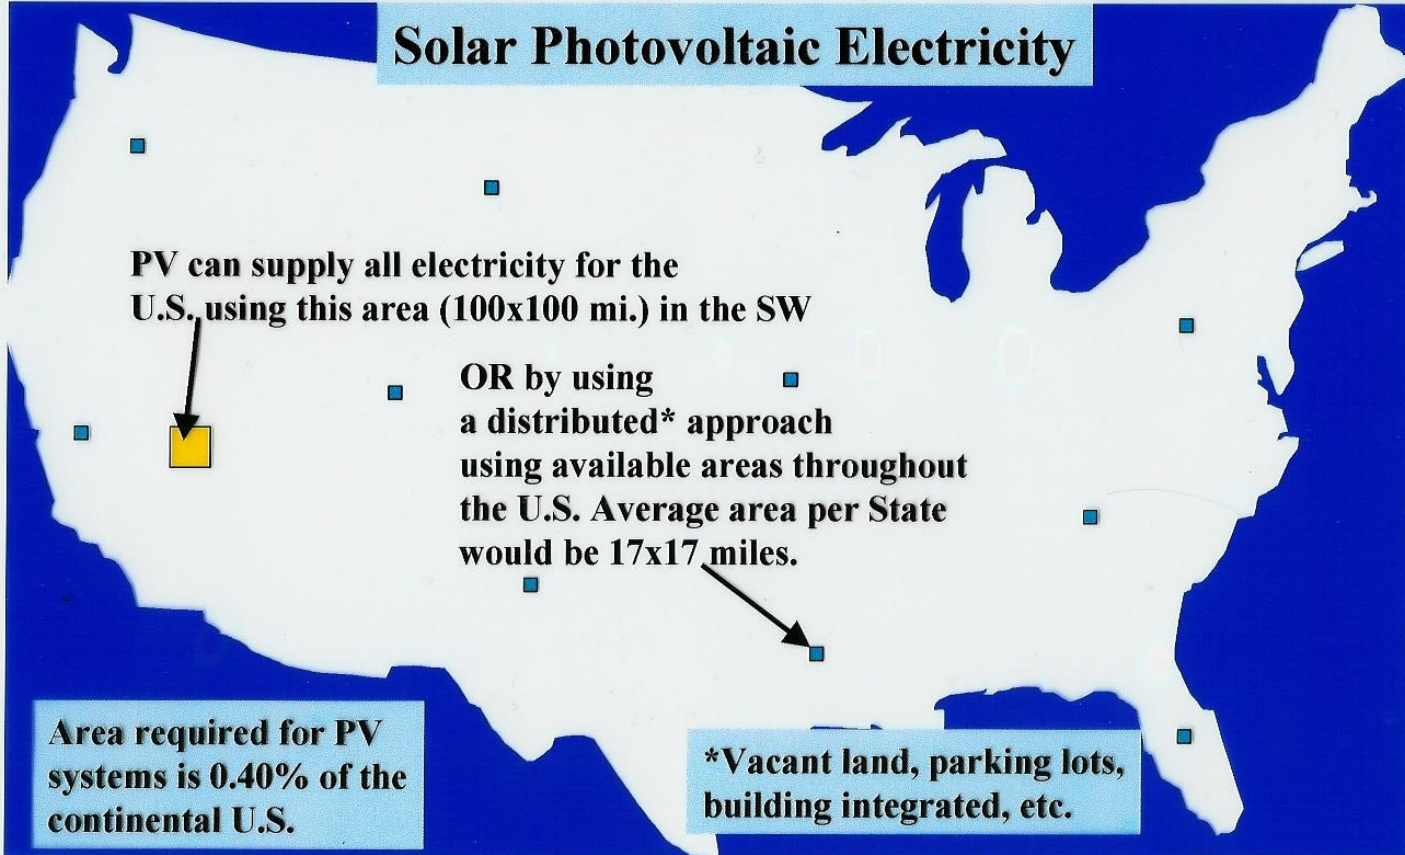 Solar Photovoltaic Electricity
PV can supply all electricity for the
U.S. using this area (100x100 mi.) in the SW
OR by using
a distributed* approach
using available areas throughout
the U.S. Average area per State
would be 17x17 miles.
Area required for PV
systems is 0.40% of the
continental U.S.
*Vacant land, parking lots,
building integrated, etc.